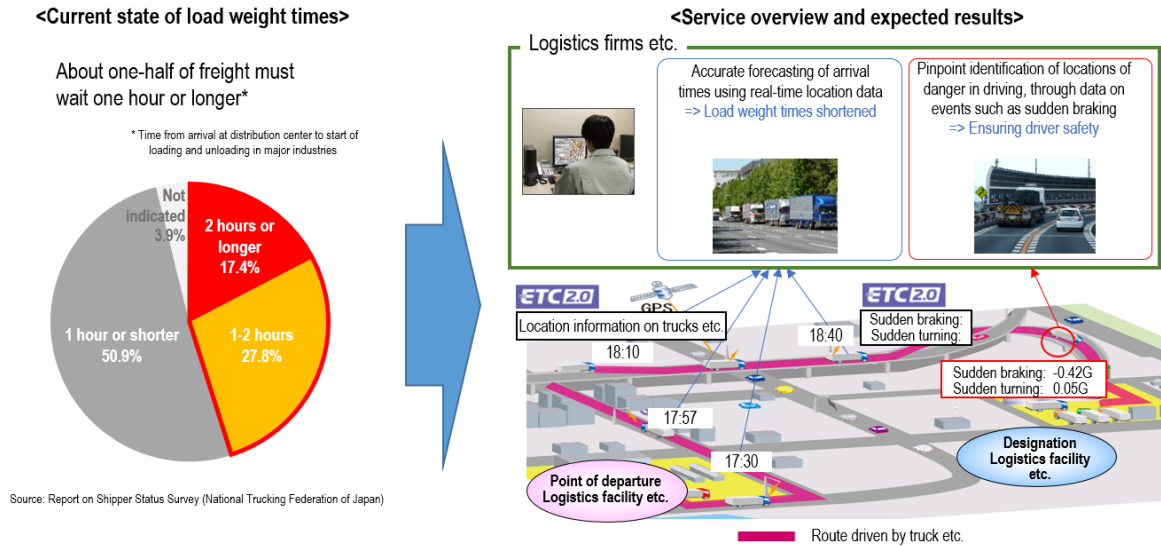 <Current state of load weight times>
About one-half of freight must
wait one hour or longer*
* Time from arrival at distribution center to start of
loading and unloading in major industries
Not
indicated
3.9%
2 hours or
longer
17.4%
1 hour or shorter
50.9%
1-2 hours
27.8%
Source: Report on Shipper Status Survey (National Trucking Federation of Japan)
<Service overview and expected results>
Logistics firms etc.
Accurate forecasting of arrival
times using real-time location data
=> Load weight times shortened
Pinpoint identification of locations of
danger in driving, through data on
events such as sudden braking
=> Ensuring driver safety
ETC2.0
GPS
Location information on trucks etc.
ETC2.0
Sudden braking:
Sudden turning:
18:10
18:40
Sudden braking: -0.42G
Sudden turning: 0.05G
17:57
17:30
Point of departure
Logistics facility etc.
Designation
Logistics facility
etc.
Route driven by truck etc.